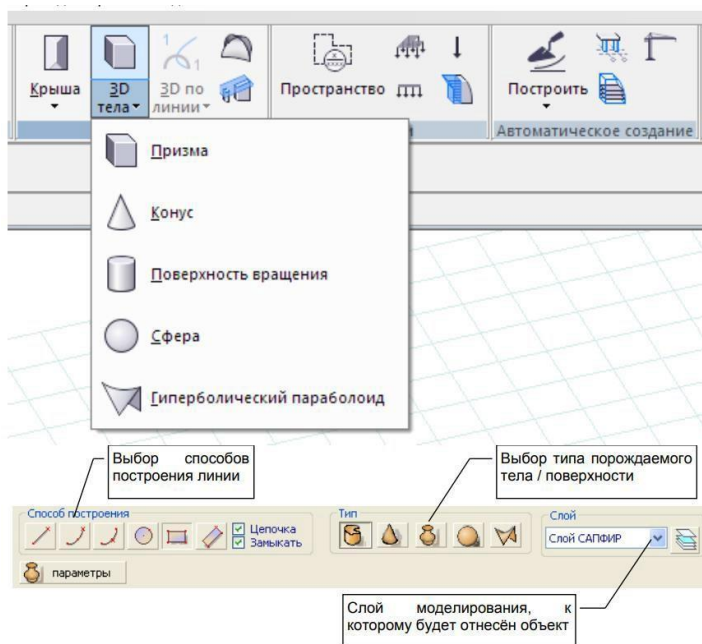 Крыша
3D тела
3D по линии
Пространство
Построить
Автоматическое создание
Призма
Конус
Поверхность вращения
Сфера
Гиперболический параболоид
Выбор способов
построения линии
Выбор типа порождаемого
тела / поверхности
Способ построения
Цепочка
Замыкать
Тип
Слой
Слой САПФИР
параметры
Слой моделирования, к
которому будет отнесён объект